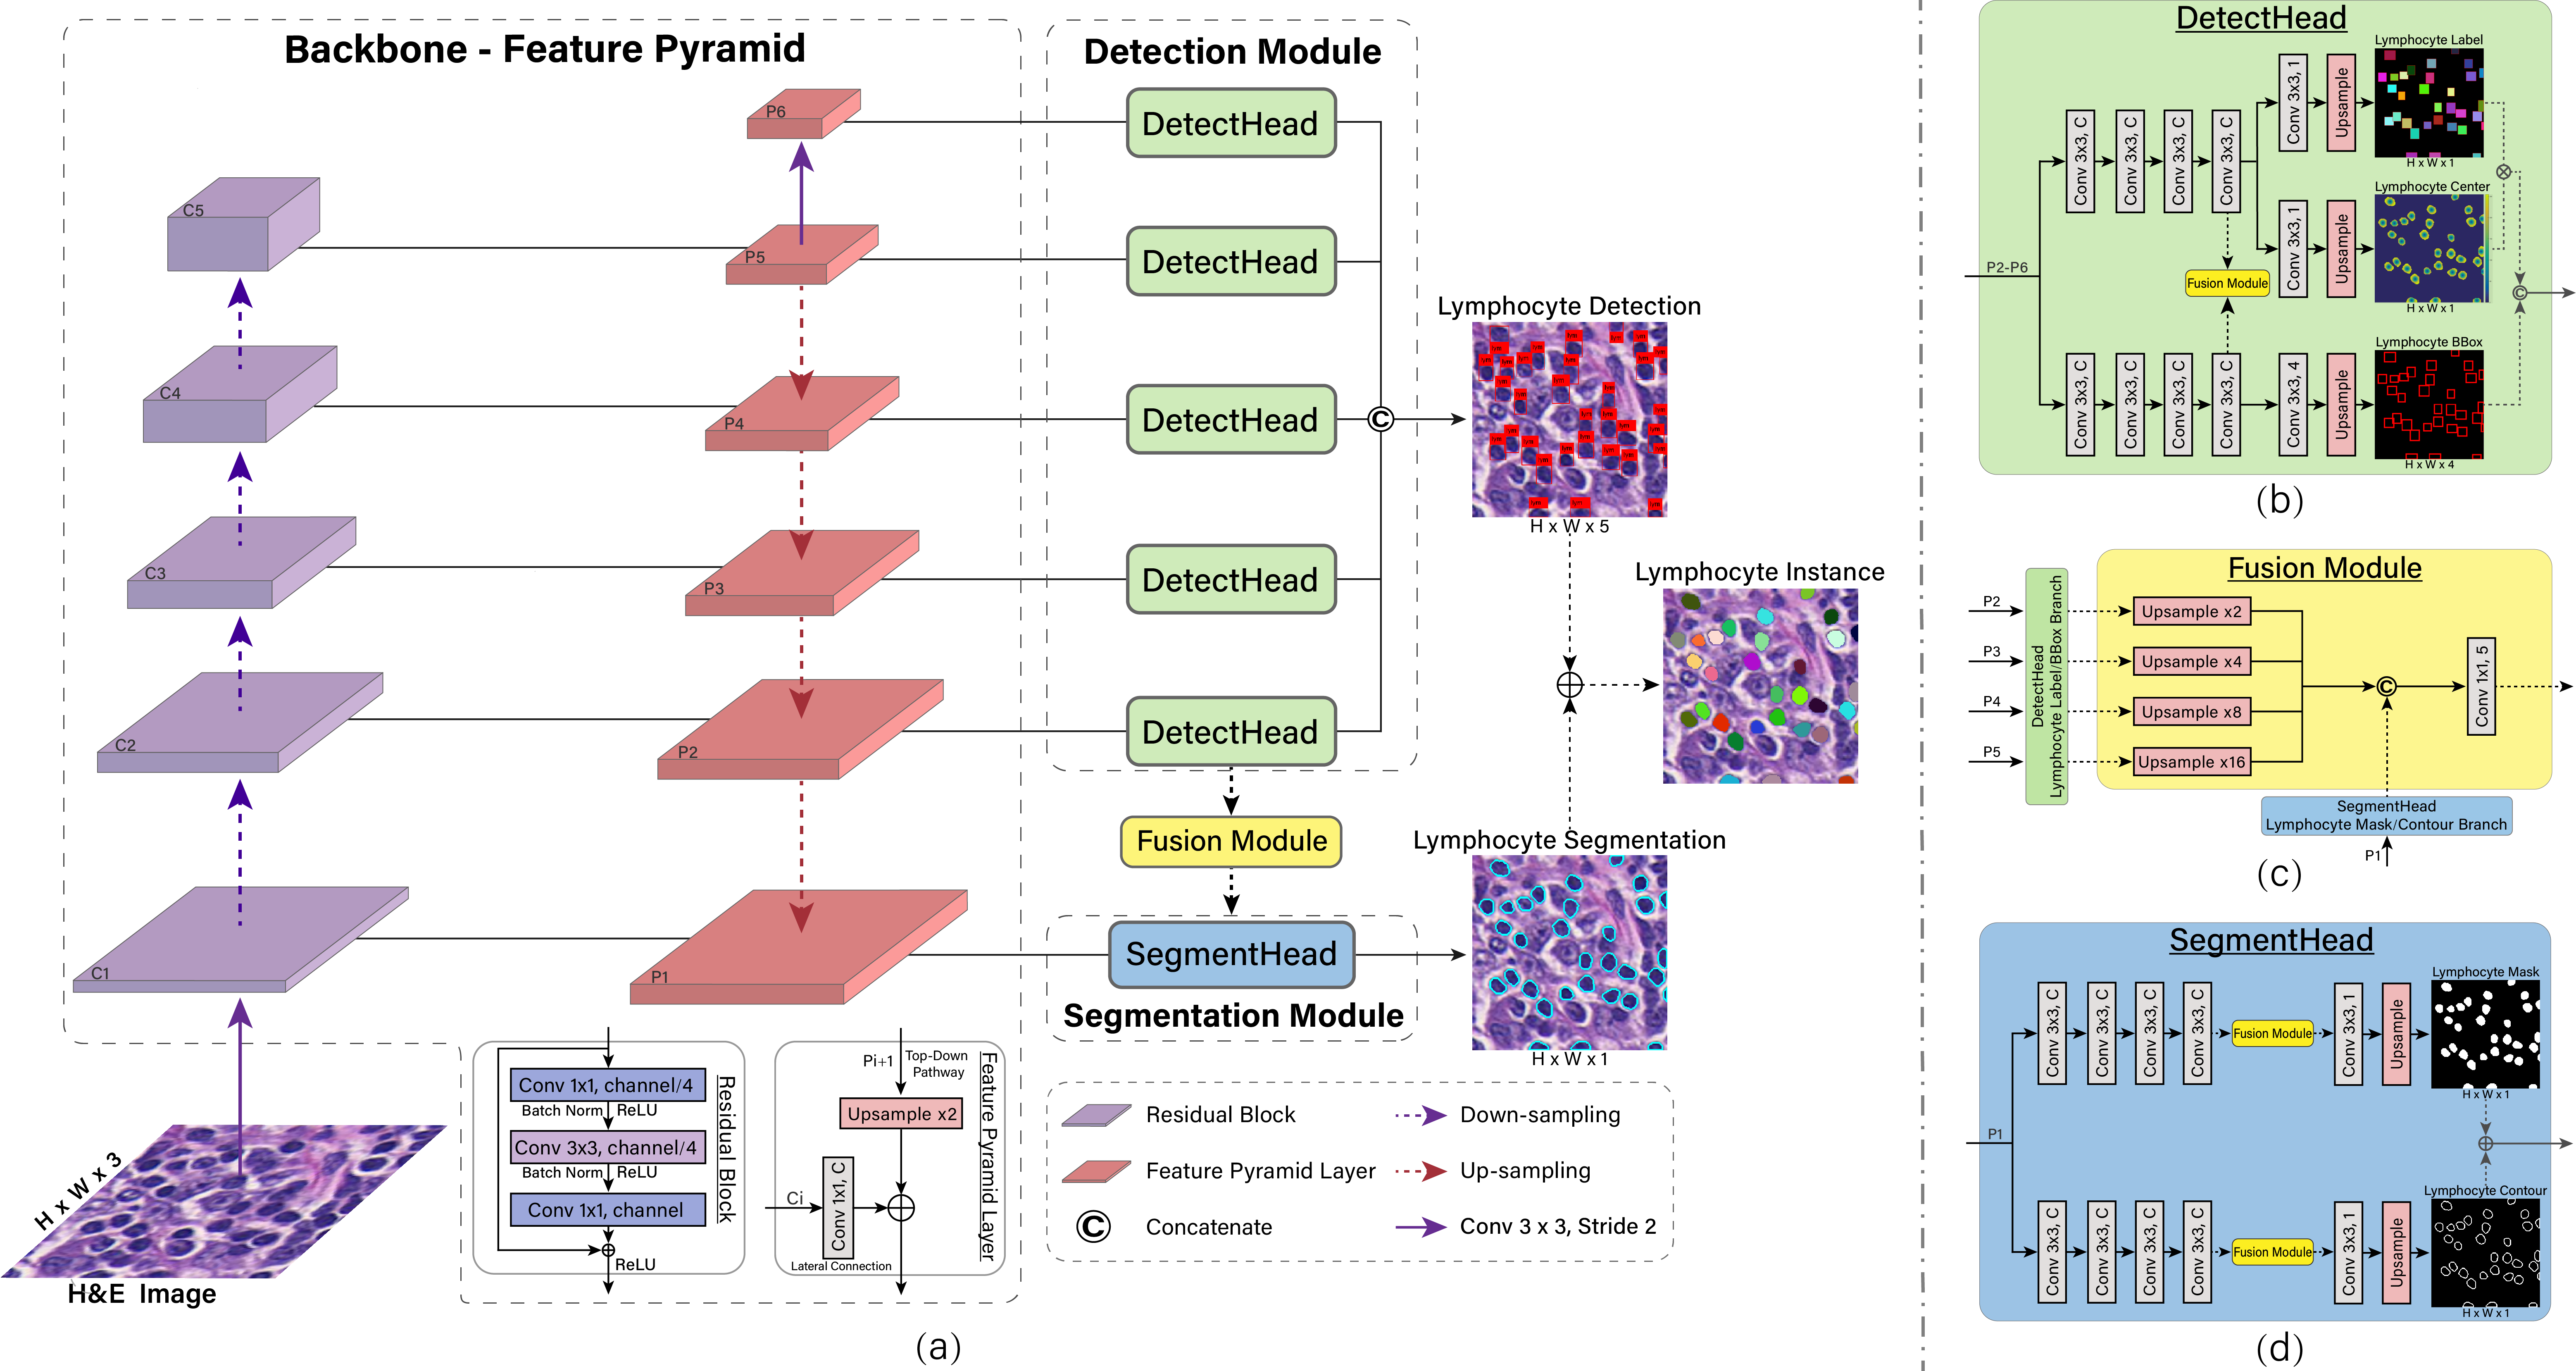 Backbone - Feature Pyramid
P6
C5
P5
C4
P4
C3
P3
C2
P2
C1
P1
H x W x 3
H&E Image
Conv 1x1, channel/4
Batch Norm
ReLU
Conv 3x3, channel/4
Batch Norm
ReLU
Conv 1x1, channel
ReLU
Residual Block
Pi+1
Top-Down
Pathway
Upsample x2
Ci
Conv 1x1, C
Lateral Connection
Feature Pyramid Layer
Detection Module
DetectHead
DetectHead
DetectHead
DetectHead
DetectHead
C
Fusion Module
SegmentHead
Segmentation Module
Lymphocyte Detection
H x W x 5
Lymphocyte Instance
Lymphocyte Segmentation
H x W x 1
Residual Block
Down-sampling
Feature Pyramid Layer
Up-sampling
C
Concatenate
Conv 3 x 3, Stride 2
(a)
DetectHead
P2-P6
Conv 3x3, C
Conv 3x3, C
Conv 3x3, C
Conv 3x3, C
Conv 3x3, 1
Upsample
Lymphocyte Label
H x W x 1
Conv 3x3, 1
Upsample
Lymphocyte Center
H x W x 1
Fusion Module
C
Conv 3x3, C
Conv 3x3, C
Conv 3x3, C
Conv 3x3, C
Conv 3x3, 4
Upsample
Lymphocyte BBox
H x W x 4
(b)
Fusion Module
P2
P3
P4
P5
DetectHead
Lymphocyte Label/BBox Branch
Upsample x2
Upsample x4
Upsample x8
Upsample x16
C
Conv 1x1, 5
SegmentHead
Lymphocyte Mask/Contour Branch
P1
(c)
SegmentHead
P1
Conv 3x3, C
Conv 3x3, C
Conv 3x3, C
Conv 3x3, C
Fusion Module
Conv 3x3, 1
Upsample
Lymphocyte Mask
H x W x 1
Conv 3x3, C
Conv 3x3, C
Conv 3x3, C
Conv 3x3, C
Fusion Module
Conv 3x3, 1
Upsample
Lymphocyte Contour
H x W x 1
(d)